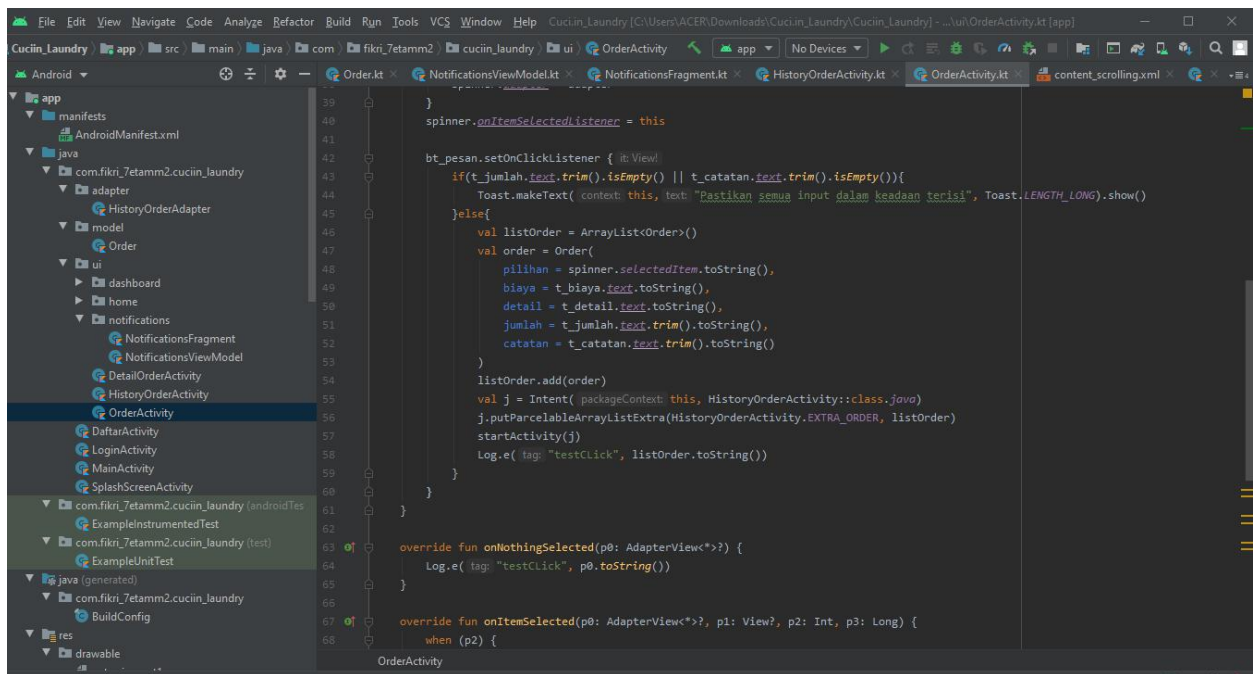 File Edit View Navigate Code Analyze Refactor Build Run Tools VCS Window Help Cuci.in_Laundry [C:\Users\ACER\Downloads\Cuci.in_Laundry\Cuciin_Laundry] - ...\ui\OrderActivity.kt [app]
Cuciin_Laundry app src main java com fikri_7etamm2 cuciin_laundry ui OrderActivity app No Devices
Android
Order.kt NotificationsViewModel.kt NotificationsFragment.kt HistoryOrderActivity.kt OrderActivity.kt content_scrolling.xml
app
manifests
AndroidManifest.xml
java
com.fikri_7etamm2.cuciin_laundry
adapter
HistoryOrderAdapter
model
Order
ui
dashboard
home
notifications
NotificationsFragment
NotificationsViewModel
DetailOrderActivity
HistoryOrderActivity
OrderActivity
DaftarActivity
LoginActivity
MainActivity
SplashScreenActivity
com.fikri_7etamm2.cuciin_laundry (androidTes
ExampleInstrumentedTest
com.fikri_7etamm2.cuciin_laundry (test)
ExampleUnitTest
java (generated)
com.fikri_7etamm2.cuciin_laundry
BuildConfig
res
drawable
39 }
40 spinner.onItemSelectedListener = this
41
42 bt_pesan.setOnClickListener { it: View!
43 if(t_jumlah.text.trim().isEmpty() || t_catatan.text.trim().isEmpty()){
44 Toast.makeText( context: this, text: "Pastikan semua input dalam keadaan terisi", Toast.LENGTH_LONG).show()
45 }else{
46 val listOrder = ArrayList<Order>()
47 val order = Order(
48 pilihan = spinner.selectedItem.toString(),
49 biaya = t_biaya.text.toString(),
50 detail = t_detail.text.toString(),
51 jumlah = t_jumlah.text.trim().toString(),
52 catatan = t_catatan.text.trim().toString()
53 )
54 listOrder.add(order)
55 val j = Intent( packageContext: this, HistoryOrderActivity::class.java)
56 j.putParcelableArrayListExtra(HistoryOrderActivity.EXTRA_ORDER, listOrder)
57 startActivity(j)
58 Log.e( tag: "testCLick", listOrder.toString())
59 }
60 }
61 }
62
63 override fun onNothingSelected(p0: AdapterView<*>?) {
64 Log.e( tag: "testCLick", p0.toString())
65 }
66
67 override fun onItemSelected(p0: AdapterView<*>?, p1: View?, p2: Int, p3: Long) {
68 when (p2) {
OrderActivity